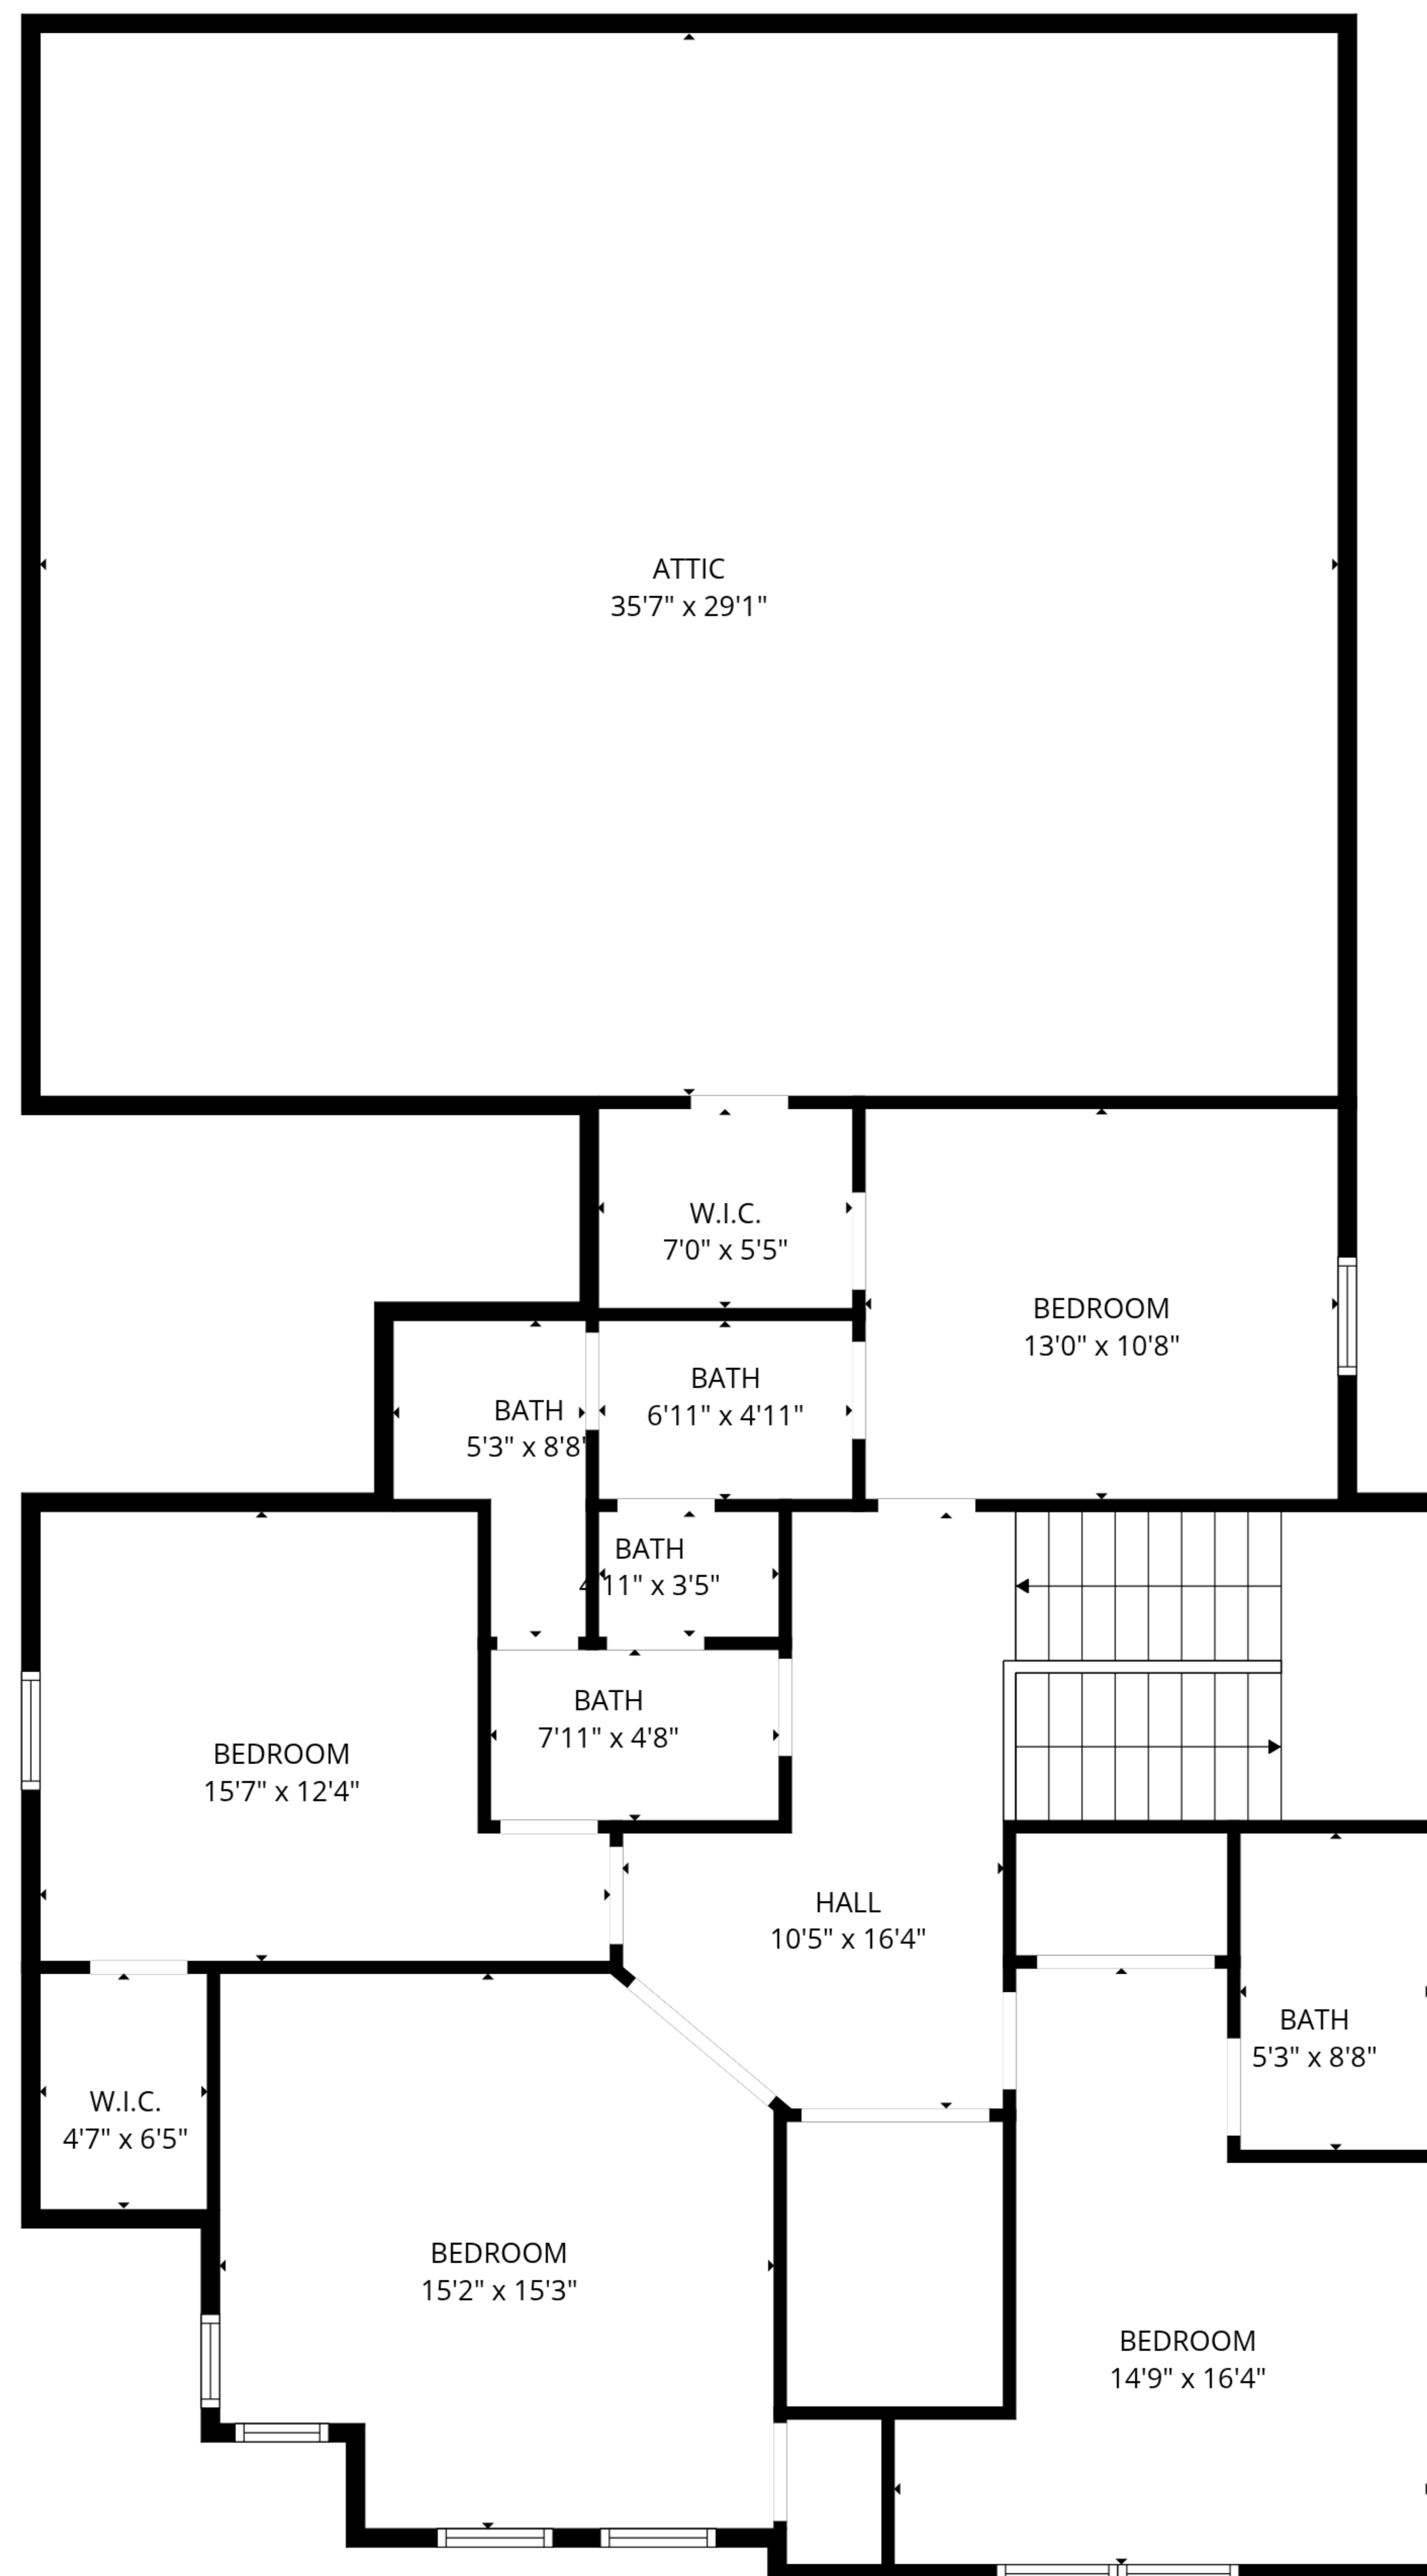 ATTIC
35'7" x 29'1"
W.I.C.
7'0" x 5'5"
BEDROOM
13'0" x 10'8"
BATH
6'11" x 4'11"
BATH
5'3" x 8'8"
BATH
4'11" x 3'5"
BATH
7'11" x 4'8"
BEDROOM
15'7" x 12'4"
HALL
10'5" x 16'4"
BATH
5'3" x 8'8"
W.I.C.
4'7" x 6'5"
BEDROOM
15'2" x 15'3"
BEDROOM
14'9" x 16'4"